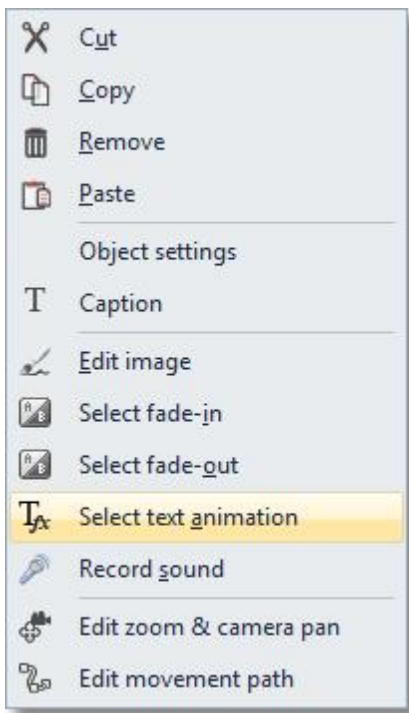 Cut
Copy
Remove
Paste
Object settings
T Caption
Edit image
A B Select fade-in
A B Select fade-out
Tfx Select text animation
Record sound
Edit zoom & camera pan
Edit movement path